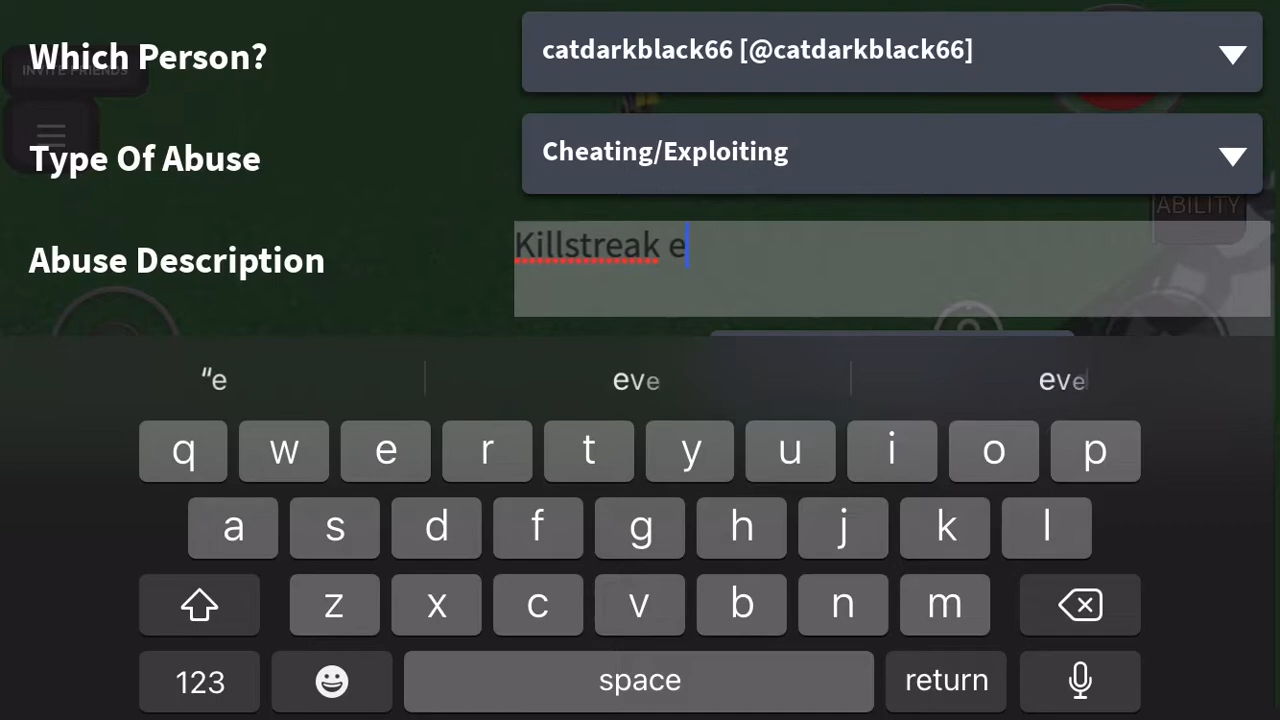 Which Person?
catdarkblack66 [@catdarkblack66]
INVITE FRIENDS
Type Of Abuse
Cheating/Exploiting
ABILITY
Abuse Description
Killstreak e
“e
eve
eve
q w e r t y u i o p
a s d f g h j k l
z x c v b n m
123
space
return